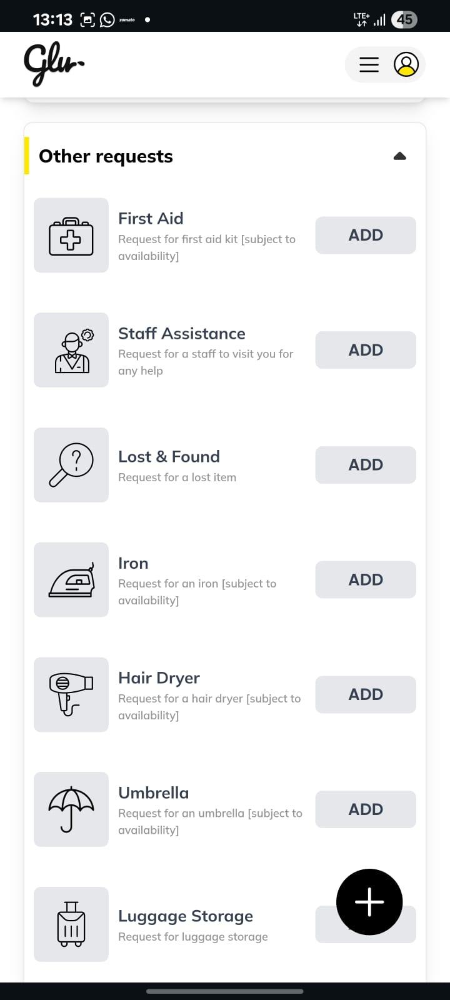 13:13 zomato LTE+ 45
Glu
Other requests
First Aid
Request for first aid kit [subject to
availability]
ADD
Staff Assistance
Request for a staff to visit you for
any help
ADD
Lost & Found
Request for a lost item
ADD
Iron
Request for an iron [subject to
availability]
ADD
Hair Dryer
Request for a hair dryer [subject to
availability]
ADD
Umbrella
Request for an umbrella [subject to
availability]
ADD
Luggage Storage
Request for luggage storage